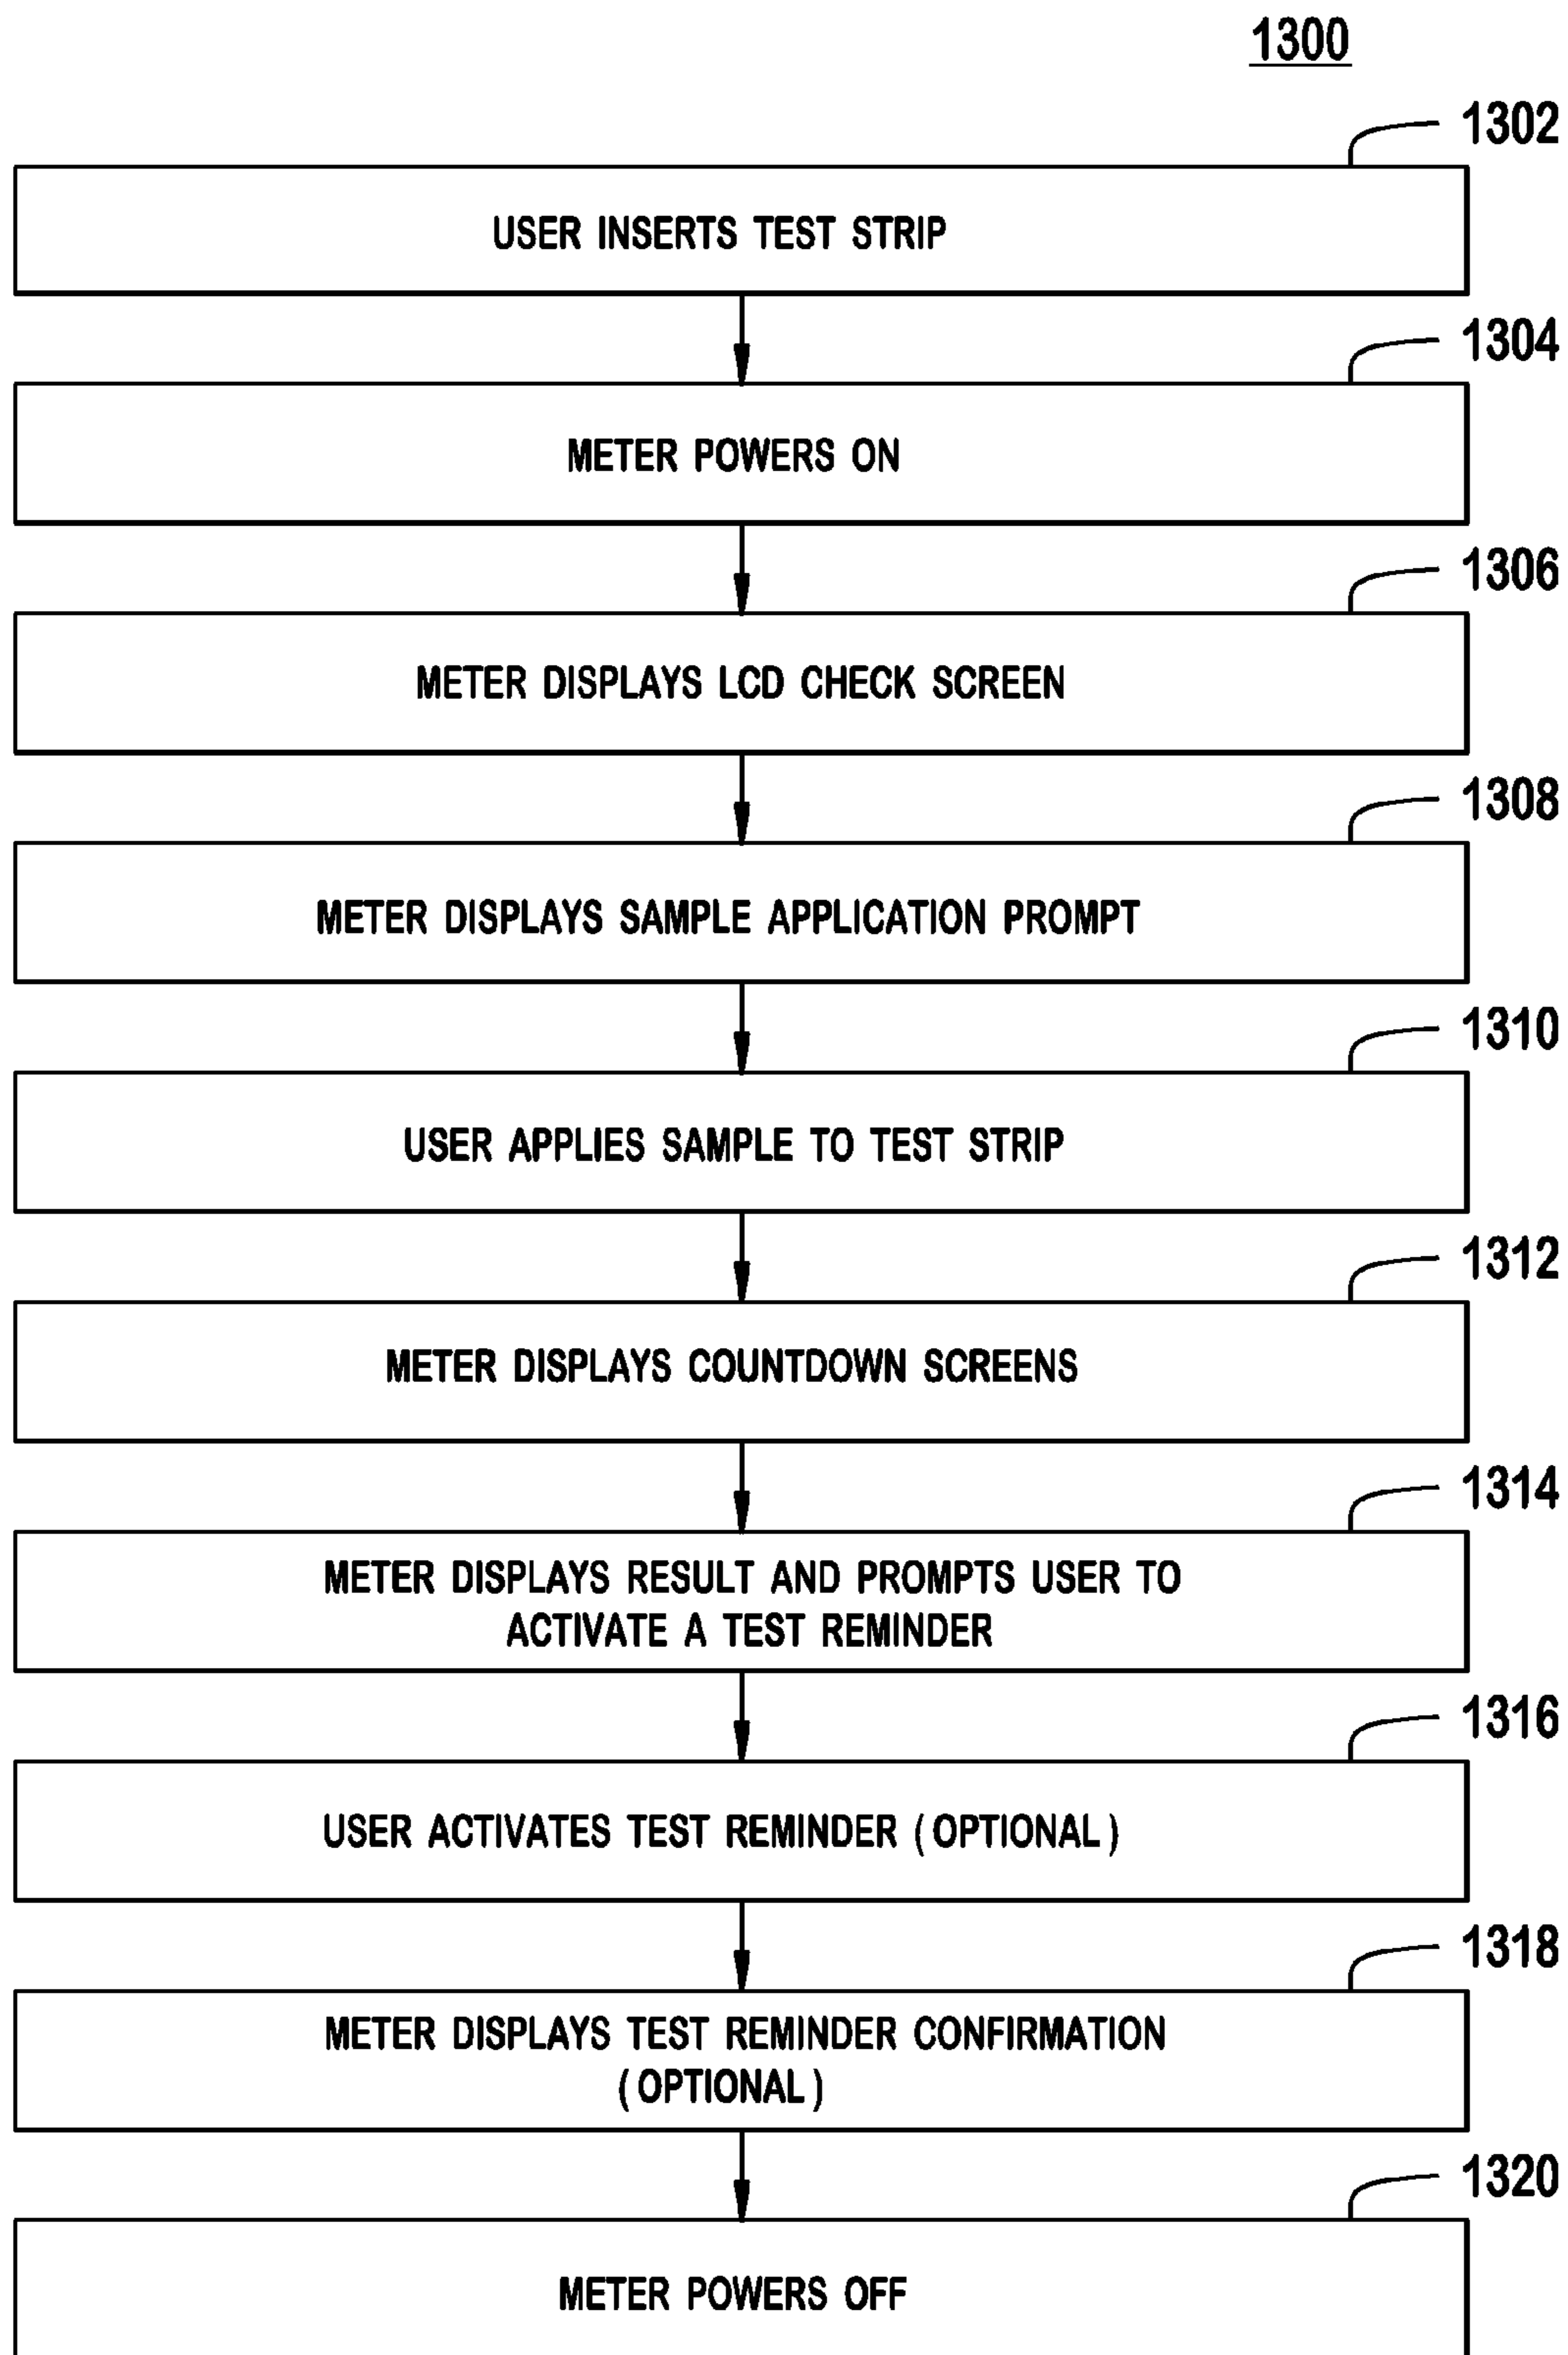 1300
1302
USER INSERTS TEST STRIP
1304
METER POWERS ON
1306
METER DISPLAYS LCD CHECK SCREEN
1308
METER DISPLAYS SAMPLE APPLICATION PROMPT
1310
USER APPLIES SAMPLE TO TEST STRIP
1312
METER DISPLAYS COUNTDOWN SCREENS
1314
METER DISPLAYS RESULT AND PROMPTS USER TO
ACTIVATE A TEST REMINDER
1316
USER ACTIVATES TEST REMINDER (OPTIONAL)
1318
METER DISPLAYS TEST REMINDER CONFIRMATION
(OPTIONAL)
1320
METER POWERS OFF